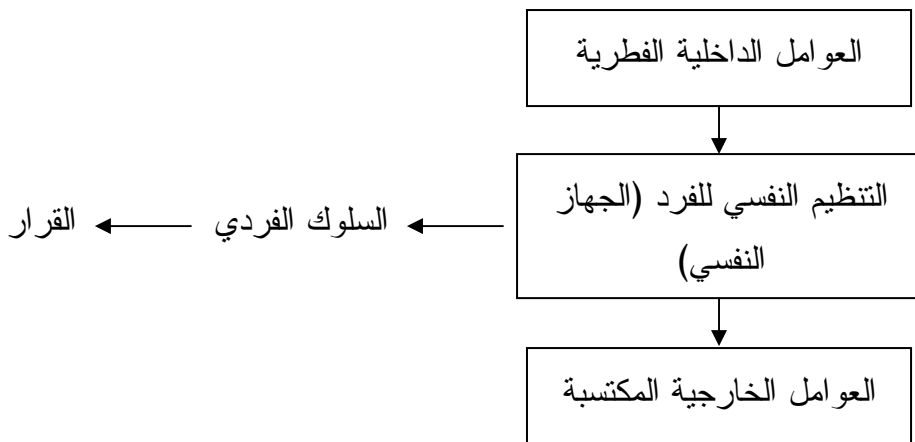 العوامل الداخلية الفطرية
التنظيم النفسي للفرد (الجهاز
النفسي)
السلوك الفردي
القرار
العوامل الخارجية المكتسبة